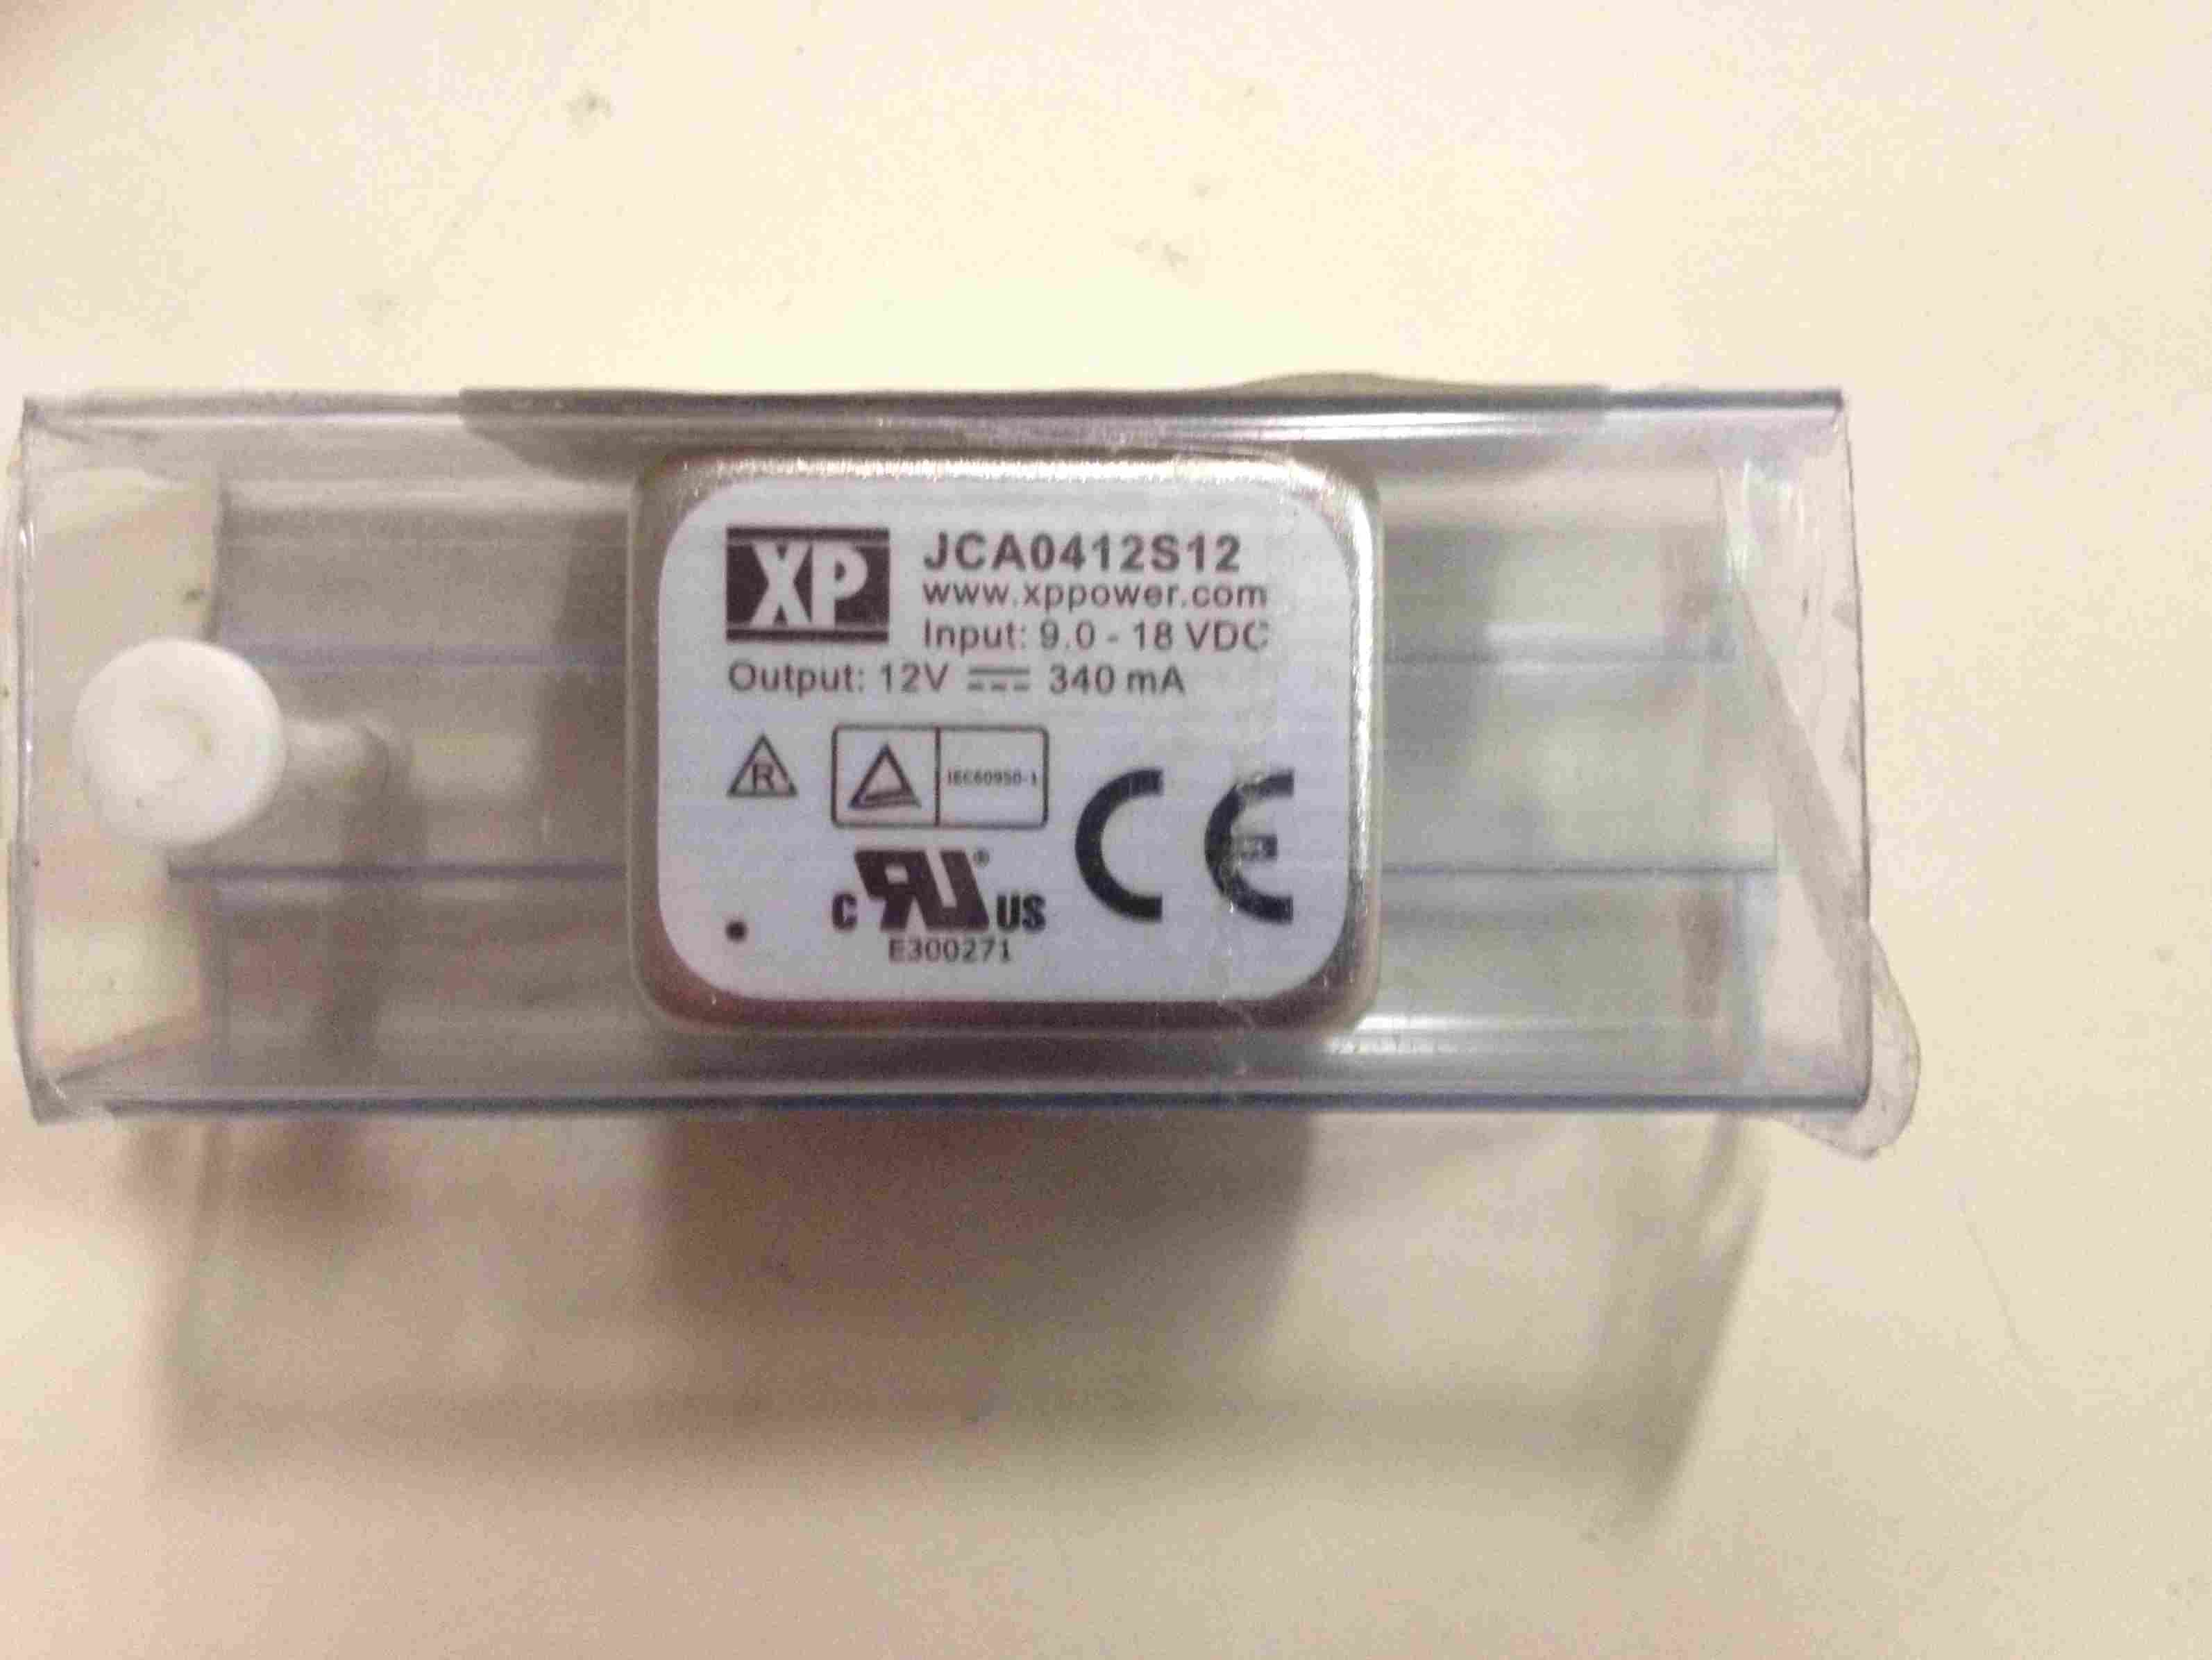 XP
JCA0412S12
www.xppower.com
Input: 9.0 - 18 VDC
Output: 12V 340 mA
R
IEC60950-1
CE
c RU ® US
E300271